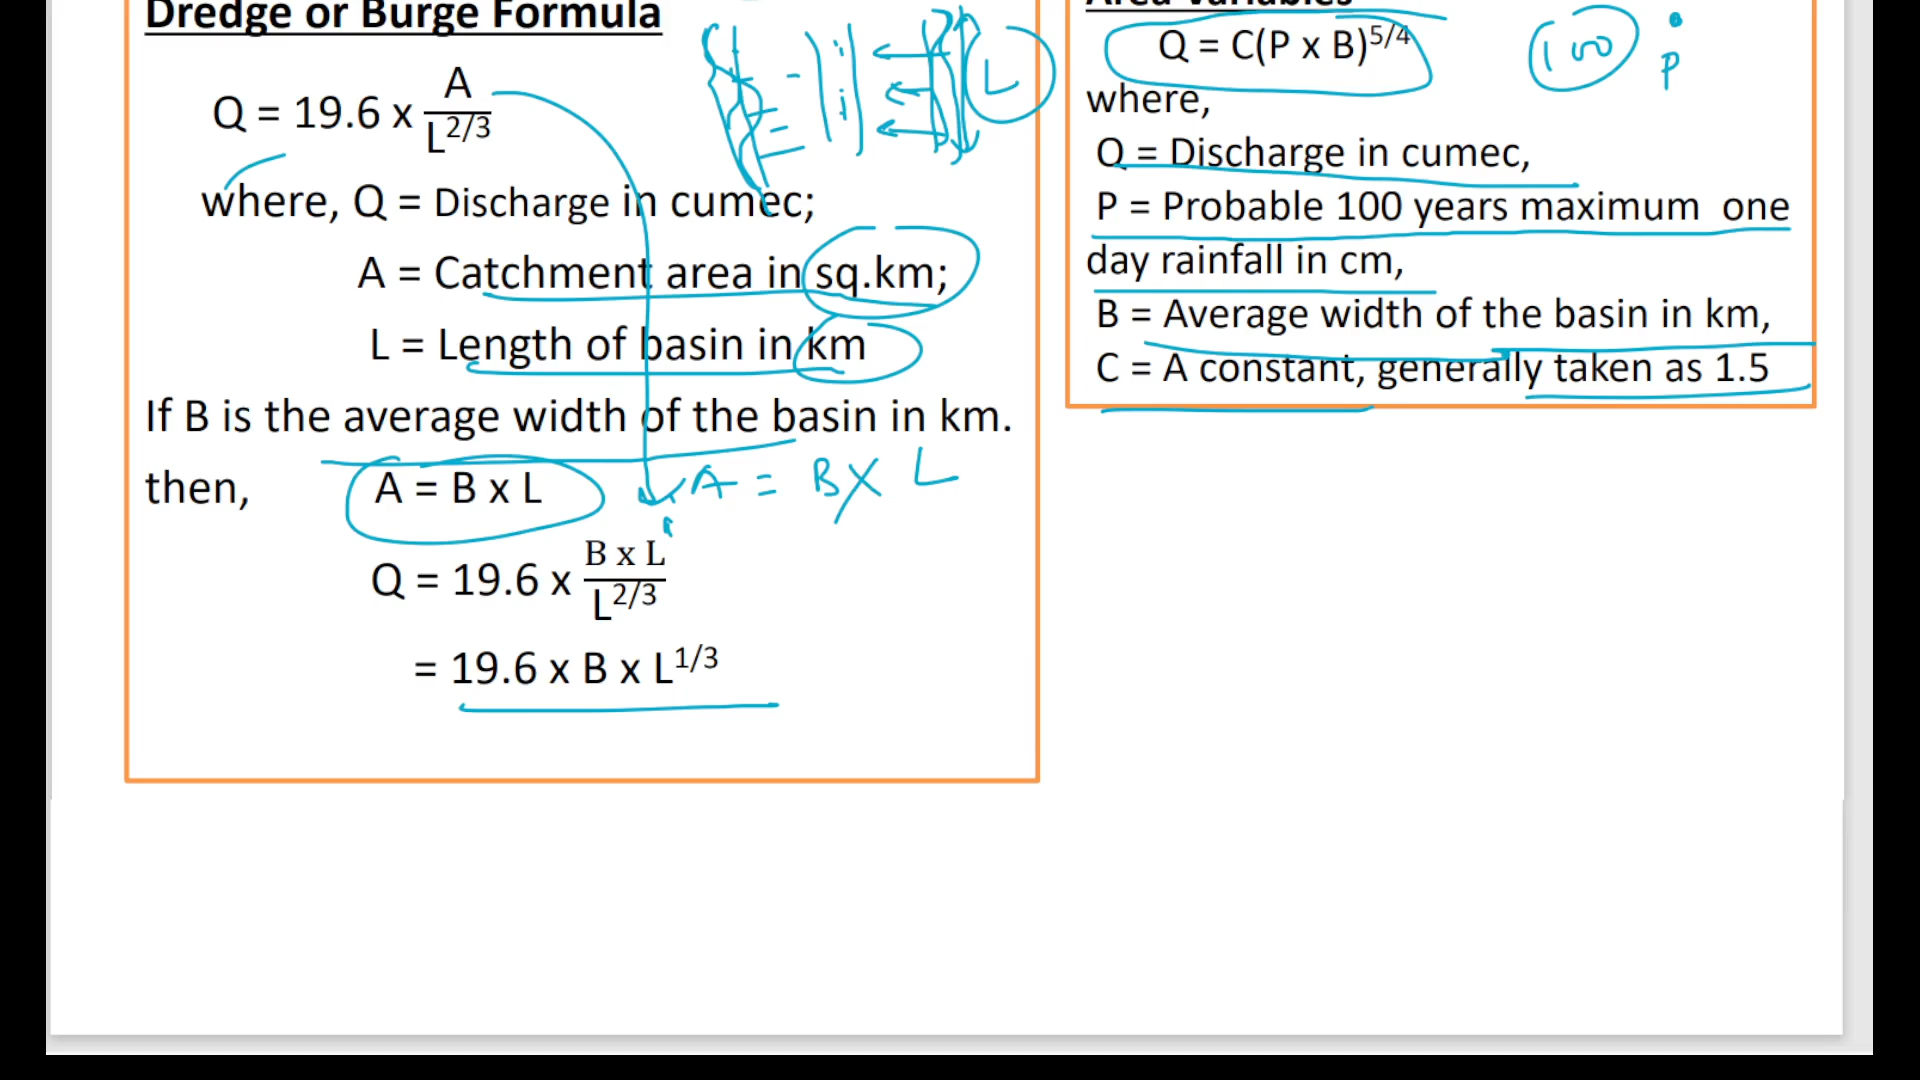 Dredge or Burge Formula
Q = 19.6 x A / L^2/3
where, Q = Discharge in cumec;
A = Catchment area in sq.km;
L = Length of basin in km
If B is the average width of the basin in km.
then, A = B x L
A = B X L
Q = 19.6 x B x L / L^2/3
= 19.6 x B x L^1/3
L
Area Variables
Q = C(P x B)^5/4
100
P
where,
Q = Discharge in cumec,
P = Probable 100 years maximum one
day rainfall in cm,
B = Average width of the basin in km,
C = A constant, generally taken as 1.5